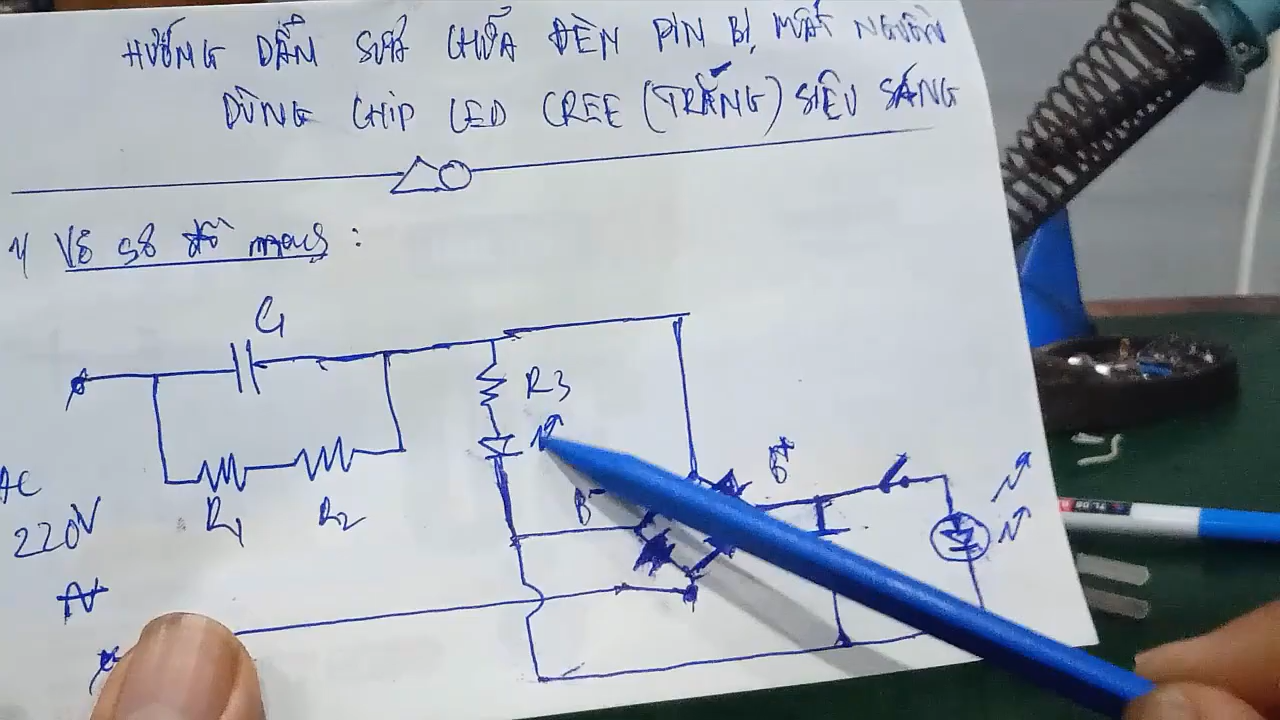 HƯỚNG DẪN SỬA CHỮA ĐÈN PIN BỊ MẤT NGUỒN
DÙNG CHIP LED CREE (TRẮNG) SIÊU SÁNG
1/ Vẽ sơ đồ mạch :
C1
R3
B+
B-
AC
220V
R1 R2